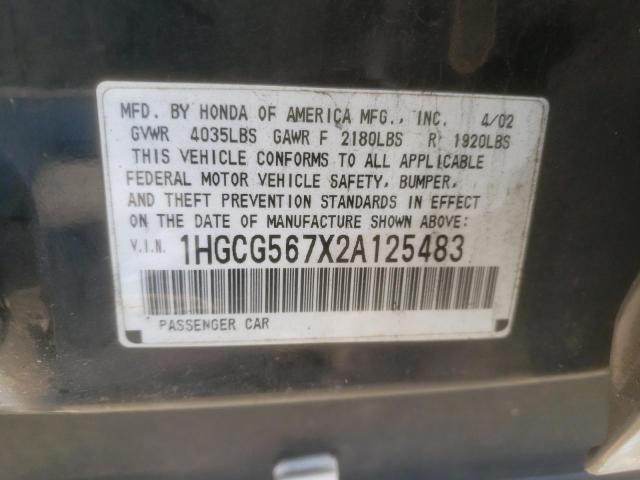 MFD. BY HONDA OF AMERICA MFG., INC. 4/02
GVWR 4035LBS GAWR F 2180LBS R 1920LBS
THIS VEHICLE CONFORMS TO ALL APPLICABLE
FEDERAL MOTOR VEHICLE SAFETY, BUMPER,
AND THEFT PREVENTION STANDARDS IN EFFECT
ON THE DATE OF MANUFACTURE SHOWN ABOVE.
V.I.N. 1HGCG567X2A125483
PASSENGER CAR